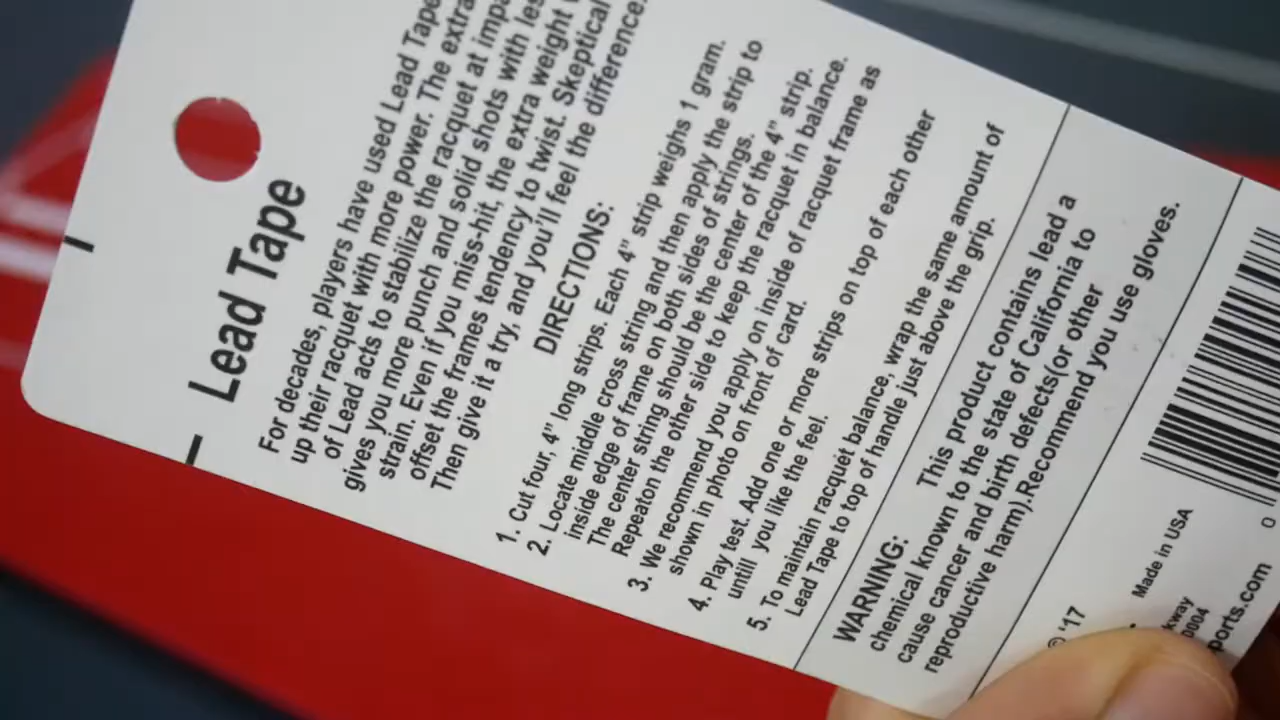 Lead Tape
For decades, players have used Lead Tape
up their racquet with more power. The extra
of Lead acts to stabilize the racquet at
gives you more punch and solid shots with
strain. Even if you miss-hit, the extra weight
offset the frames tendency to twist. Skeptical
Then give it a try, and you'll feel the difference.
DIRECTIONS:
1. Cut four, 4" long strips. Each 4" strip weighs 1 gram.
2. Locate middle cross string and then apply the strip to
inside edge of frame on both sides of strings.
The center string should be the center of the 4" strip.
Repeaton the other side to keep the racquet in balance.
3. We recommend you apply on inside of racquet frame as
shown in photo on front of card.
4. Play test. Add one or more strips on top of each other
untill you like the feel.
5. To maintain racquet balance, wrap the same amount of
Lead Tape to top of handle just above the grip.
WARNING: This product contains lead a
chemical known to the state of California to
cause cancer and birth defects(or other
reproductive harm).Recommend you use gloves.
© '17 Made in USA
kway
0004
ports.com
0